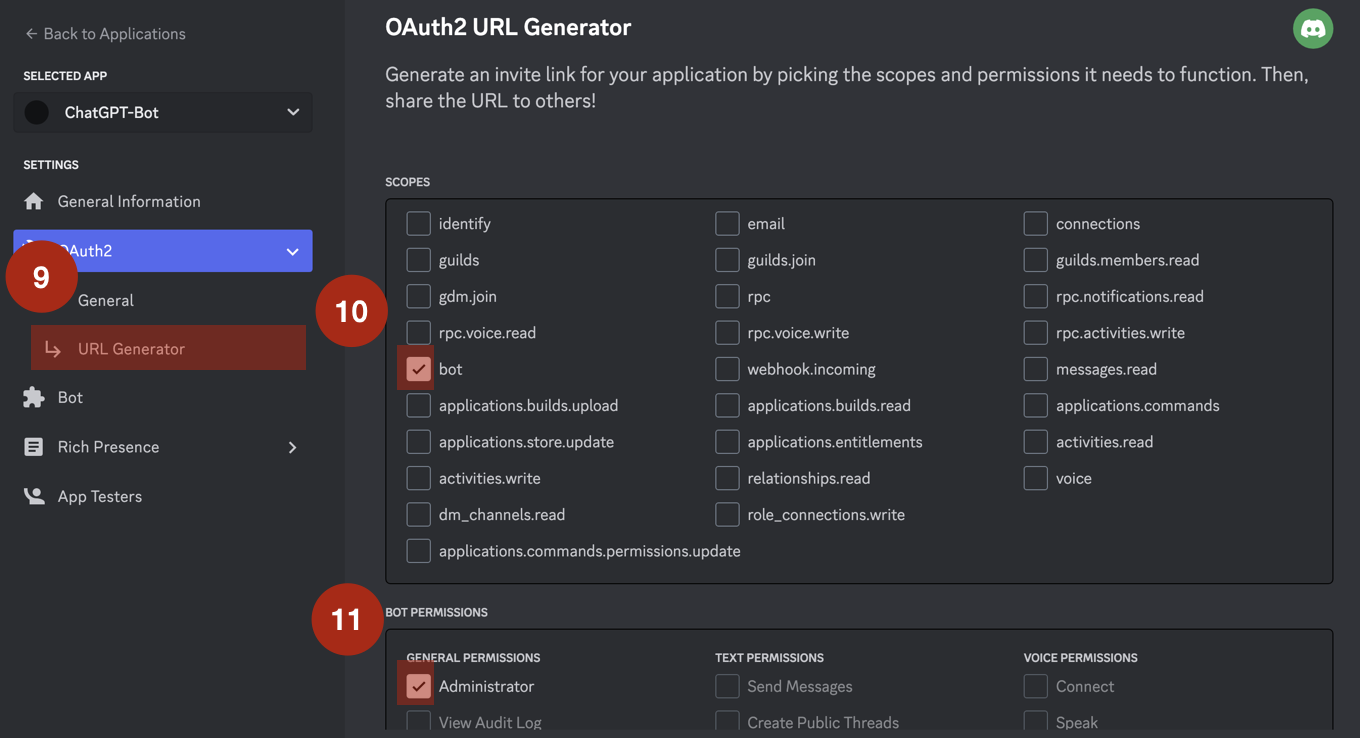 Back to Applications
SELECTED APP
ChatGPT-Bot
SETTINGS
General Information
OAuth2
9
General
URL Generator
Bot
Rich Presence
App Testers
OAuth2 URL Generator
Generate an invite link for your application by picking the scopes and permissions it needs to function. Then,
share the URL to others!
SCOPES
identify email connections
guilds guilds.join guilds.members.read
10
gdm.join rpc rpc.notifications.read
rpc.voice.read rpc.voice.write rpc.activities.write
bot webhook.incoming messages.read
applications.builds.upload applications.builds.read applications.commands
applications.store.update applications.entitlements activities.read
activities.write relationships.read voice
dm_channels.read role_connections.write
applications.commands.permissions.update
11
BOT PERMISSIONS
GENERAL PERMISSIONS TEXT PERMISSIONS VOICE PERMISSIONS
Administrator Send Messages Connect
View Audit Log Create Public Threads Speak